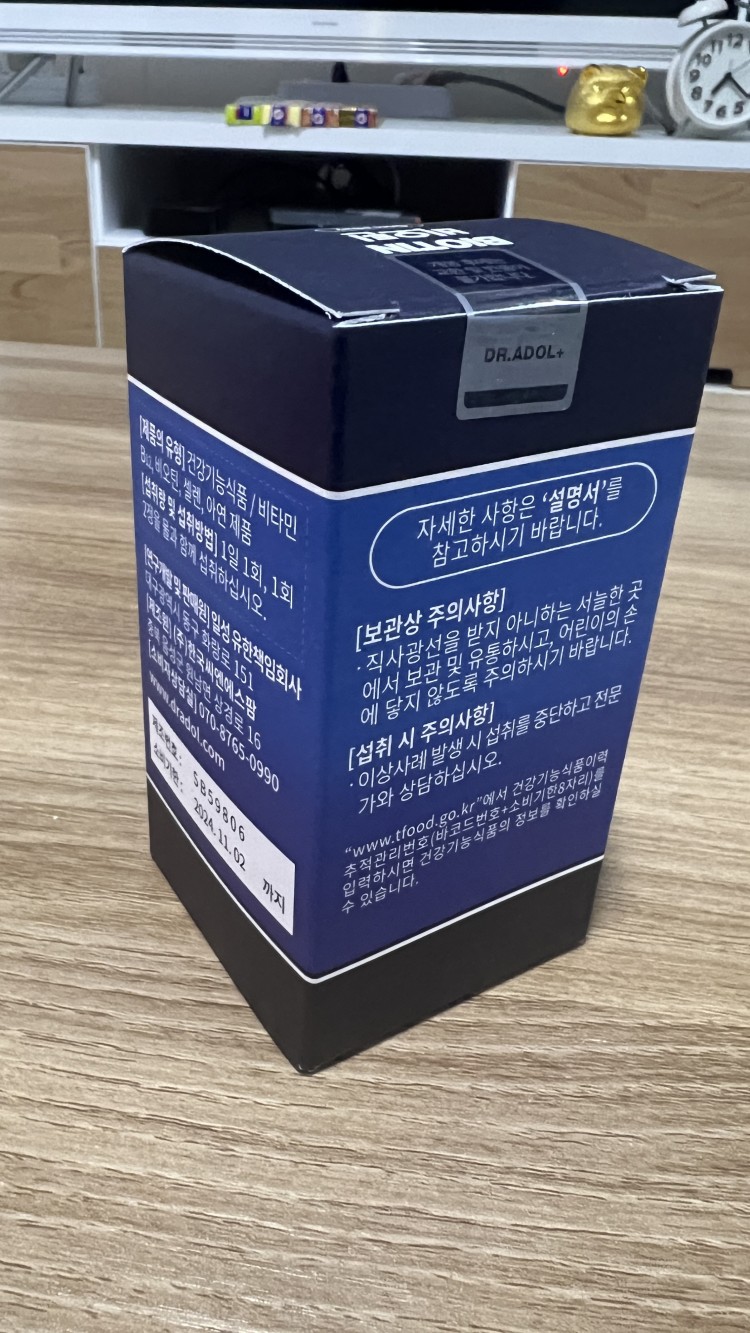 BIOTIN
DR.ADOL+
[제품의 유형] 건강기능식품 / 비타민
B12, 비오틴, 셀렌, 아연 제품
[섭취량 및 섭취방법] 1일 1회, 1회
2정을 물과 함께 섭취하십시오.
[연구개발 및 판매원] 일성 유한책임회사
대구광역시 동구 화랑로 151
[제조원] (주)한국씨엔에스팜
경북 원남면 상경로 16
[소비자상담실] 070-8765-0990
www.dradol.com
제조번호 : SB59806
소비기한 : 2024.11.02 까지
자세한 사항은 ‘설명서’를
참고하시기 바랍니다.
[보관상 주의사항]
· 직사광선을 받지 아니하는 서늘한 곳
에서 보관 및 유통하시고, 어린이의 손
에 닿지 않도록 주의하시기 바랍니다.
[섭취 시 주의사항]
· 이상사례 발생 시 섭취를 중단하고 전문
가와 상담하십시오.
“www.tfood.go.kr”에서 건강기능식품이력
추적관리번호(바코드번호+소비기한8자리)를
입력하시면 건강기능식품의 정보를 확인하실
수 있습니다.